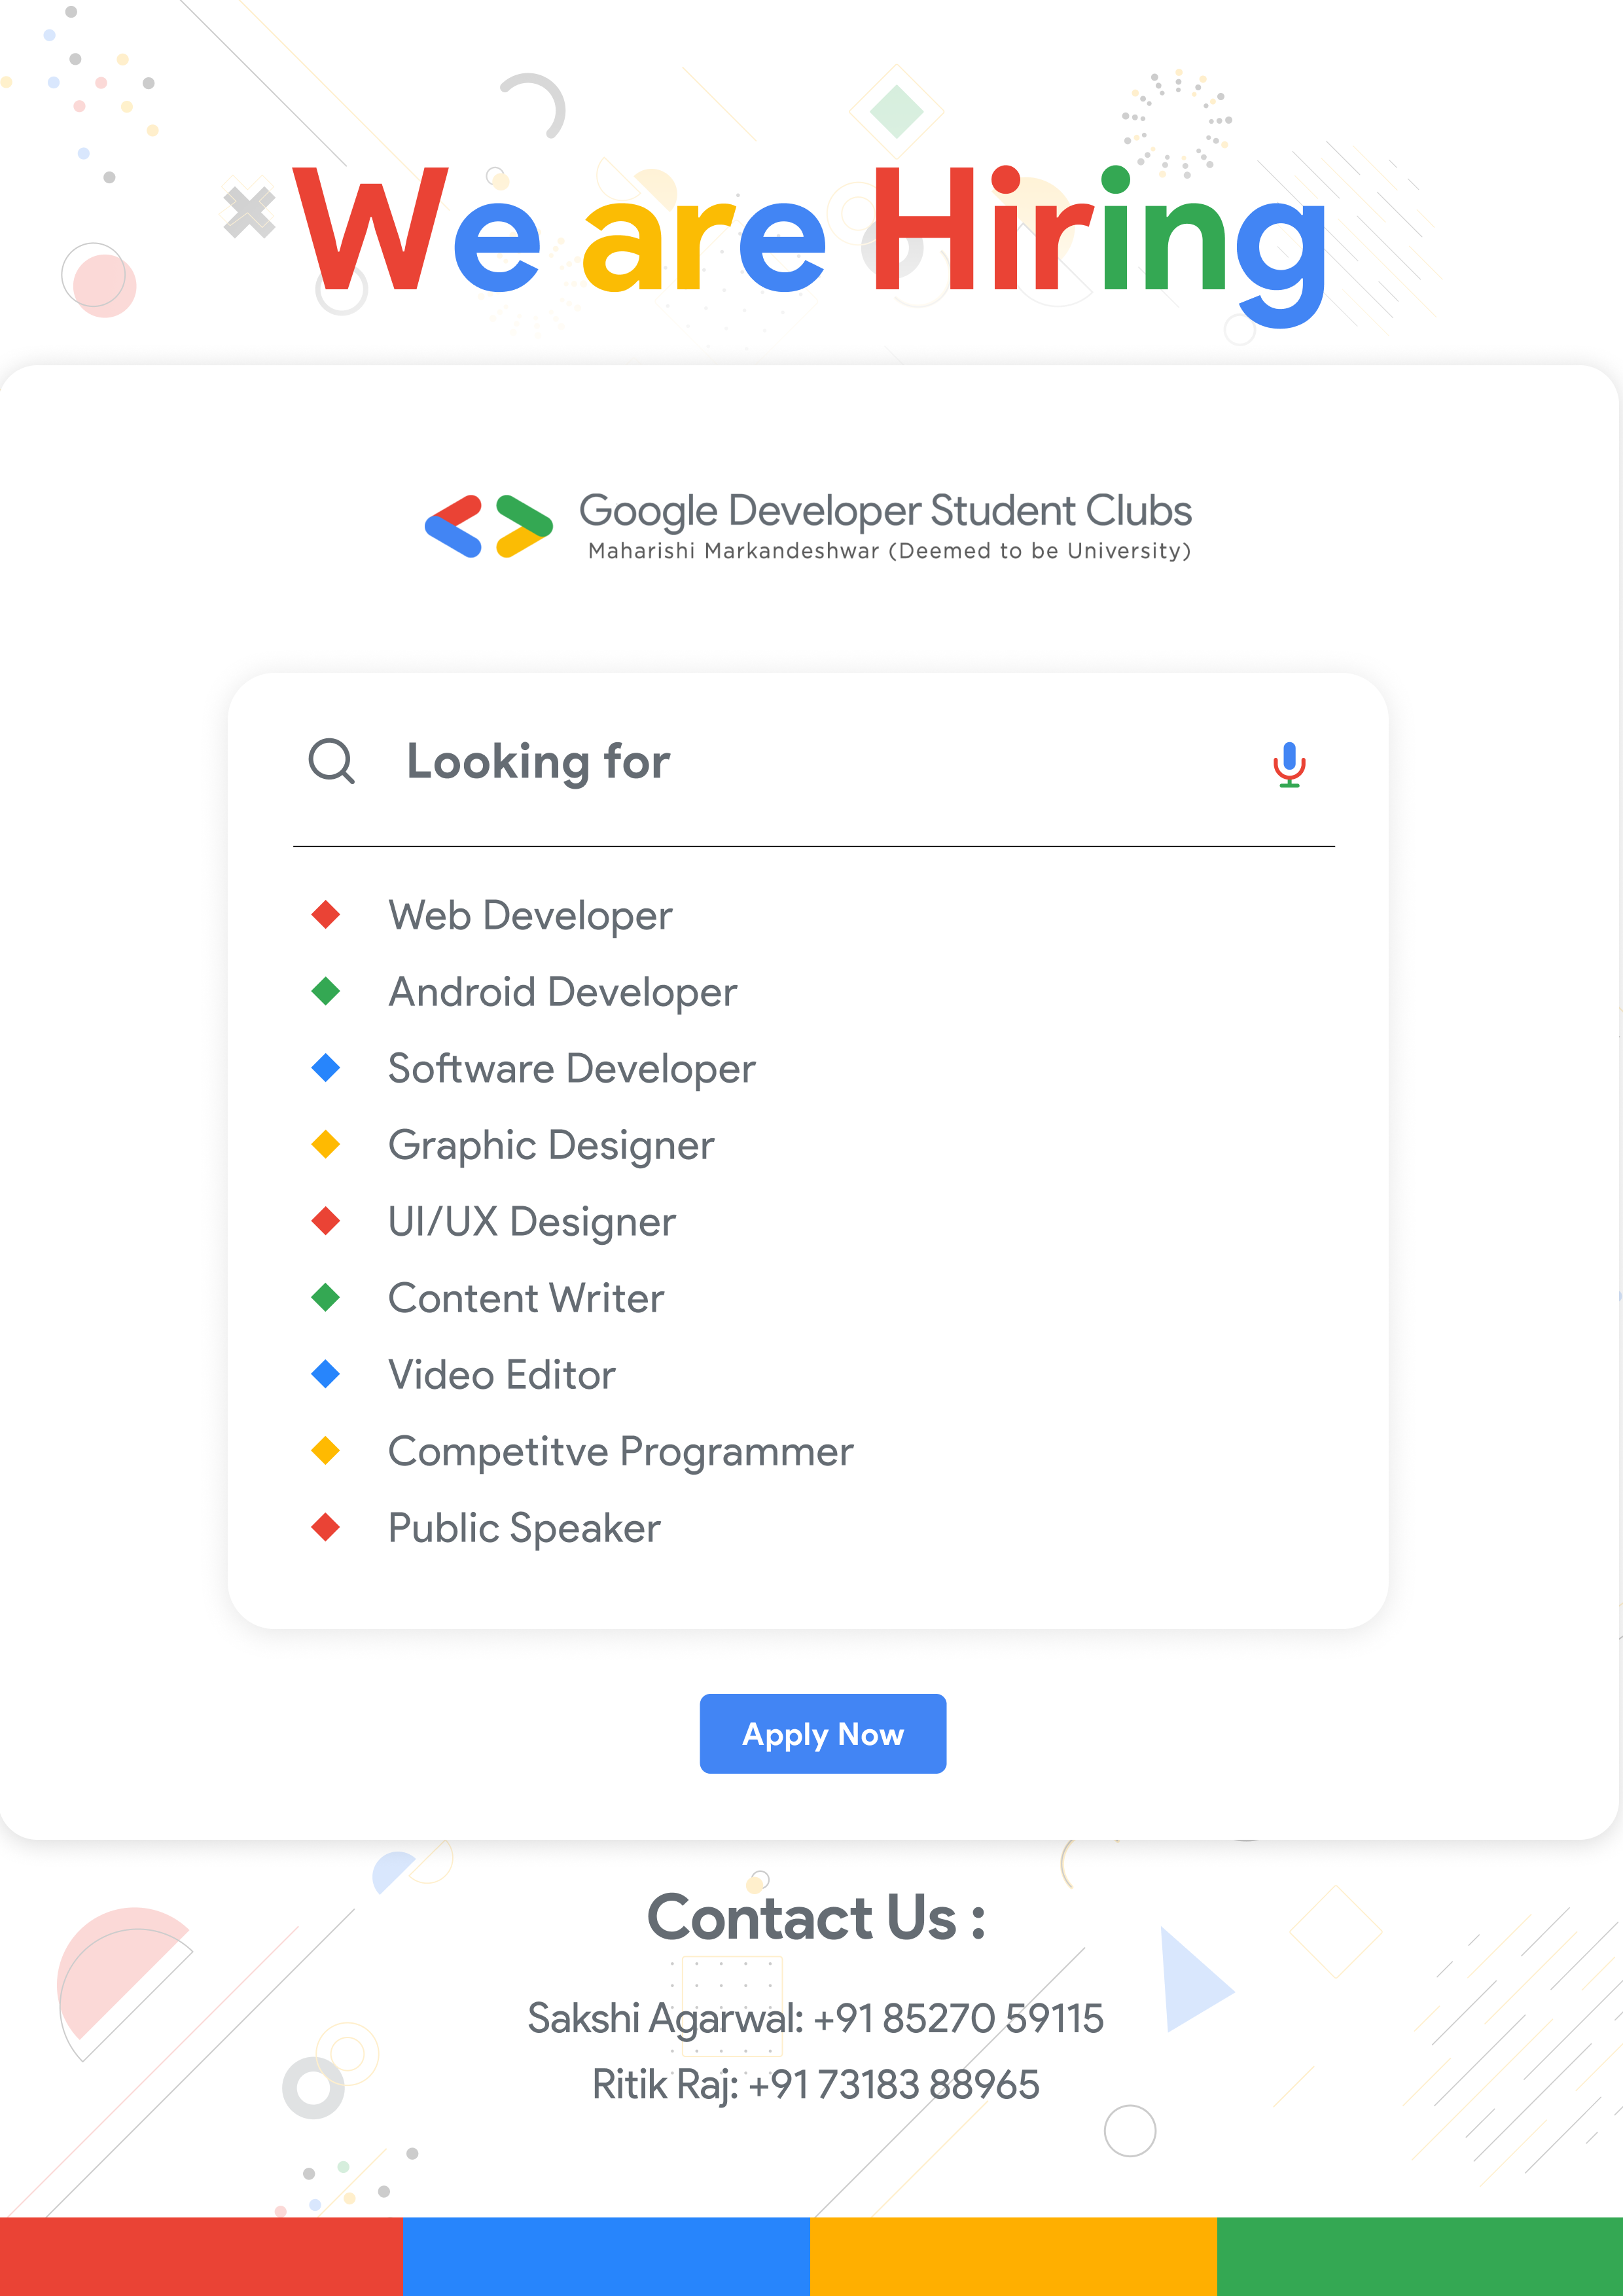 We are Hiring
Google Developer Student Clubs
Maharishi Markandeshwar (Deemed to be University)
Looking for
Web Developer
Android Developer
Software Developer
Graphic Designer
UI/UX Designer
Content Writer
Video Editor
Competitve Programmer
Public Speaker
Apply Now
Contact Us :
Sakshi Agarwal: +91 85270 59115
Ritik Raj: +91 73183 88965